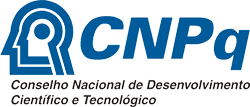 CNPq
Conselho Nacional de Desenvolvimento
Científico e Tecnológico